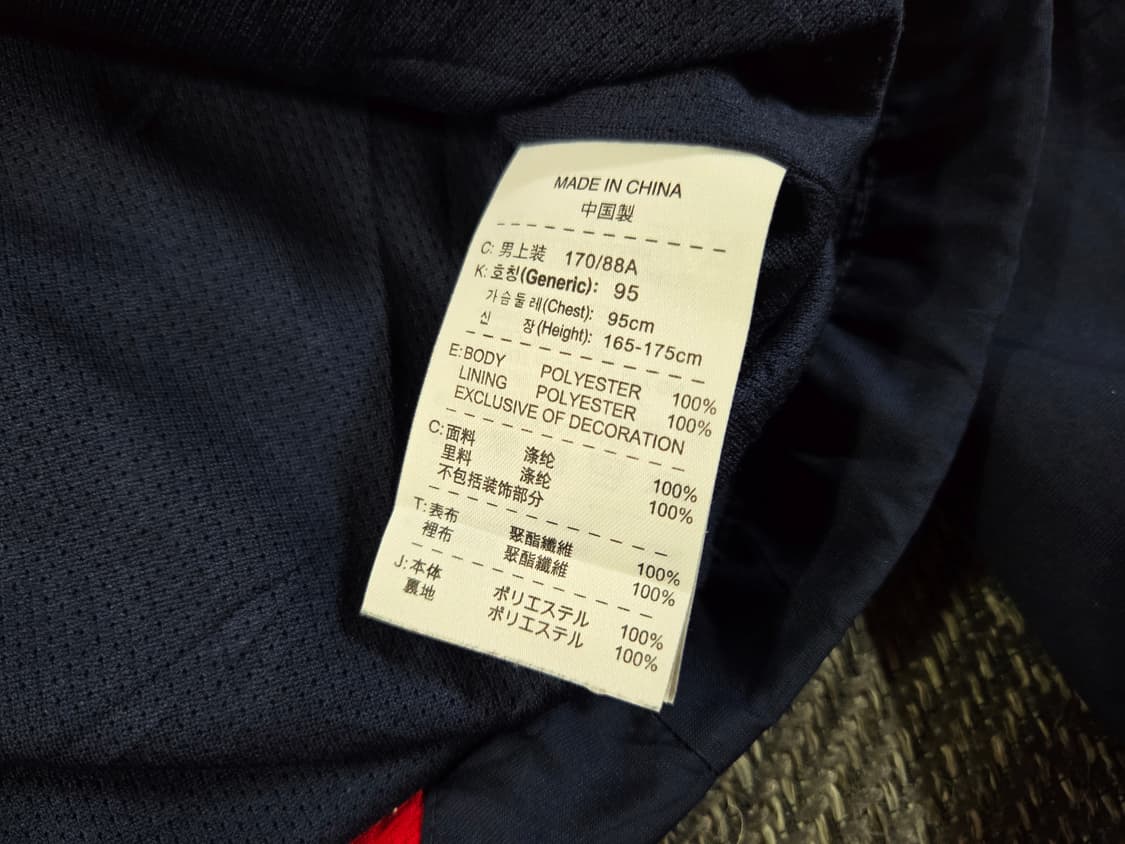 MADE IN CHINA
中国製
C: 男上装 170/88A
K: 호칭(Generic): 95
가슴둘레(Chest): 95cm
신 장(Height): 165-175cm
E: BODY POLYESTER 100%
LINING POLYESTER 100%
EXCLUSIVE OF DECORATION
C: 面料 涤纶 100%
里料 涤纶 100%
不包括装饰部分
T: 表布 聚酯纖維 100%
裡布 聚酯纖維 100%
J: 本体 ポリエステル 100%
裏地 ポリエステル 100%